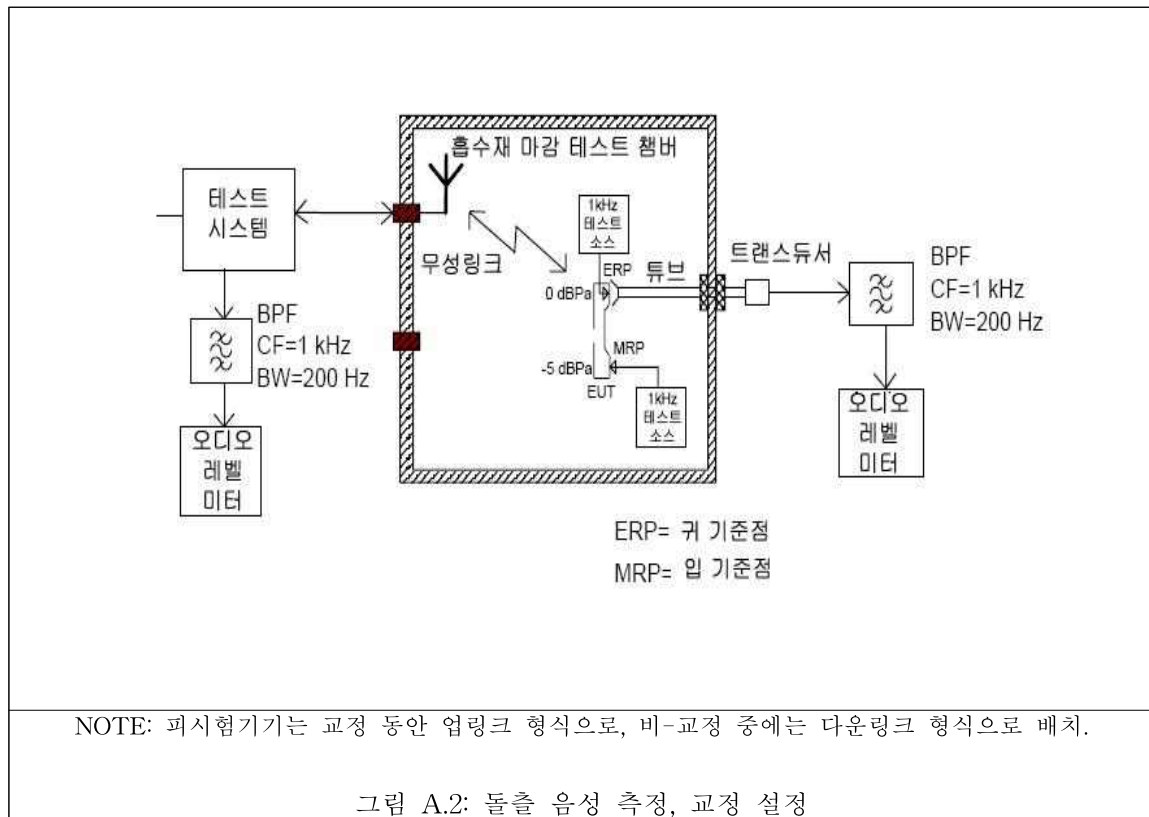 흡수재 마감 테스트 챔버
테스트
시스템
무성링크
1kHz
테스트
소스
ERP
튜브
트랜스듀서
0 dBPa
BPF
CF=1 kHz
BW=200 Hz
BPF
CF=1 kHz
BW=200 Hz
MRP
-5 dBPa
EUT
1kHz
테스트
소스
오디오
레벨
미터
오디오
레벨
미터
ERP= 귀 기준점
MRP= 입 기준점
NOTE: 피시험기기는 교정 동안 업링크 형식으로, 비-교정 중에는 다운링크 형식으로 배치.
그림 A.2: 돌츨 음성 측정, 교정 설정